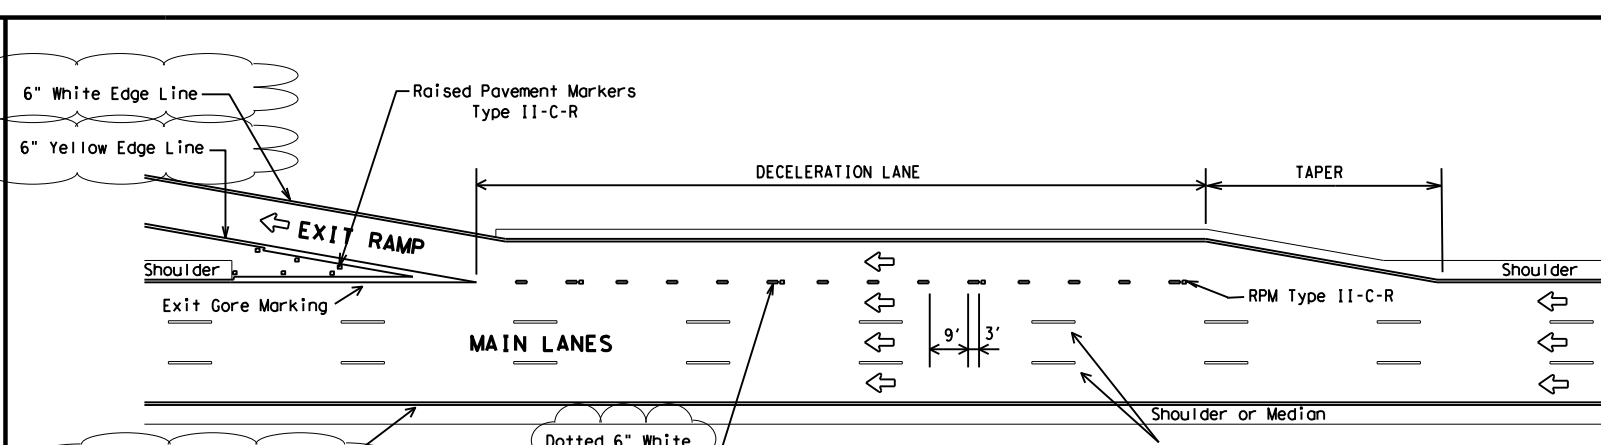 6" White Edge Line
Raised Pavement Markers
Type II-C-R
6" Yellow Edge Line
DECELERATION LANE
TAPER
EXIT RAMP
Shoulder
Shoulder
Exit Gore Marking
RPM Type II-C-R
MAIN LANES
9'
3'
Shoulder or Median
Dotted 6" White